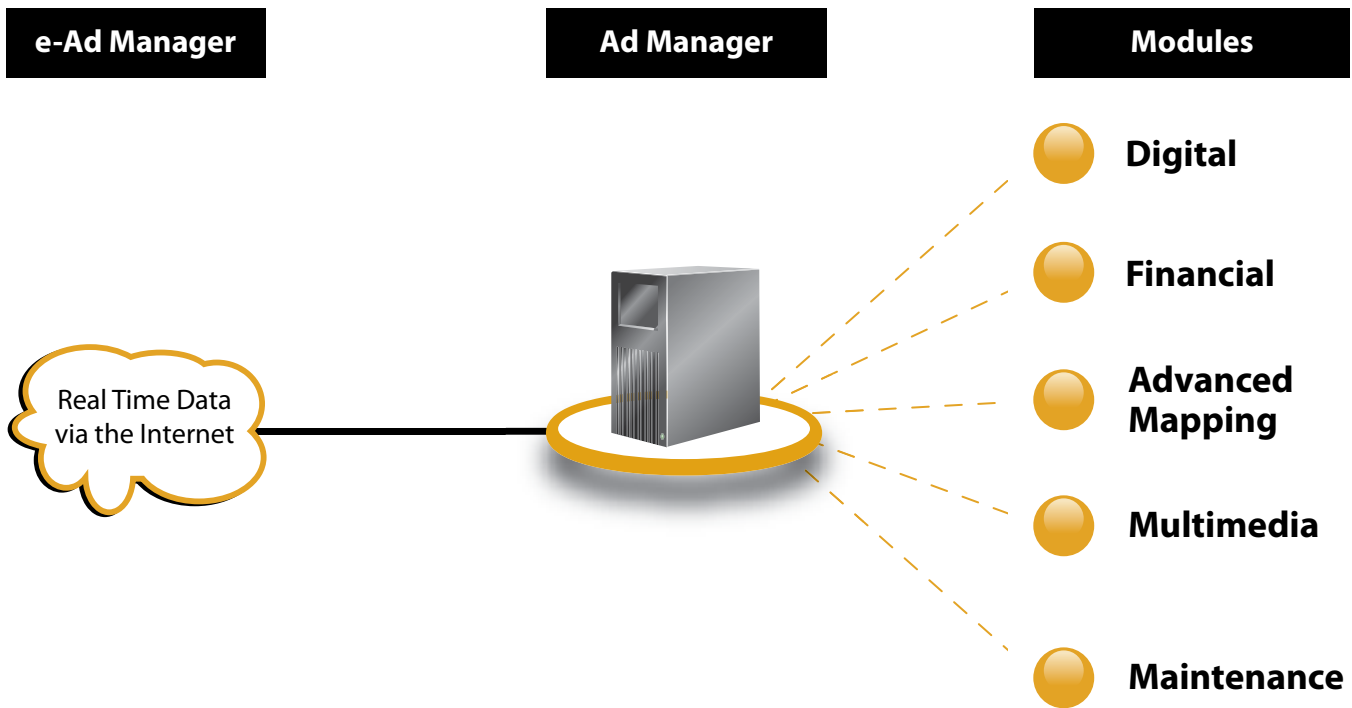 e-Ad Manager
Ad Manager
Modules
Digital
Financial
Advanced
Mapping
Real Time Data
via the Internet
Multimedia
Maintenance